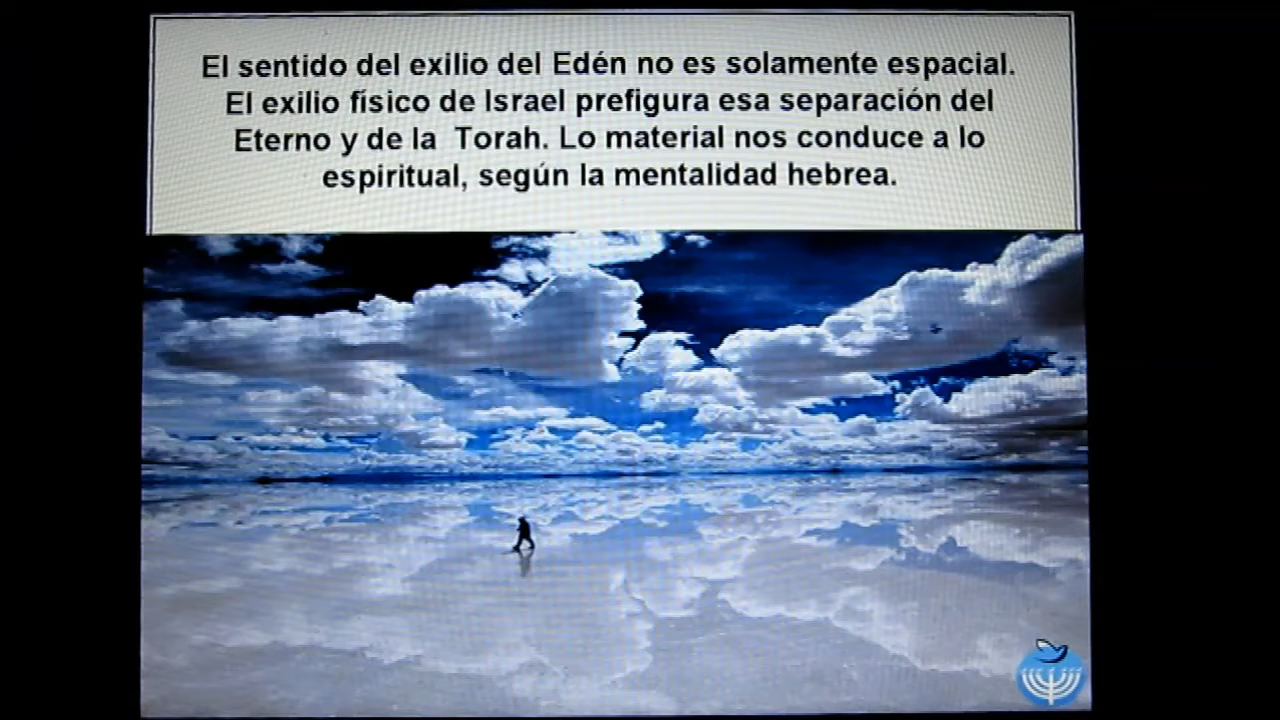 El sentido del exilio del Edén no es solamente espacial.
El exilio físico de Israel prefigura esa separación del
Eterno y de la Torah. Lo material nos conduce a lo
espiritual, según la mentalidad hebrea.